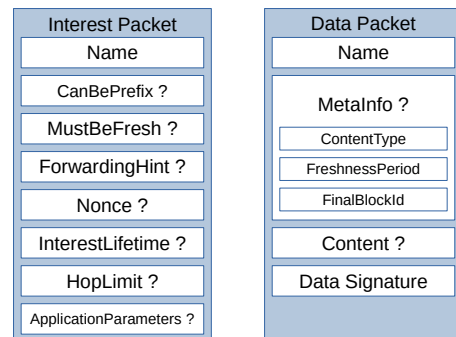 Interest Packet
Name
CanBePrefix ?
MustBeFresh ?
ForwardingHint ?
Nonce ?
InterestLifetime ?
HopLimit ?
ApplicationParameters ?
Data Packet
Name
MetaInfo ?
ContentType
FreshnessPeriod
FinalBlockId
Content ?
Data Signature